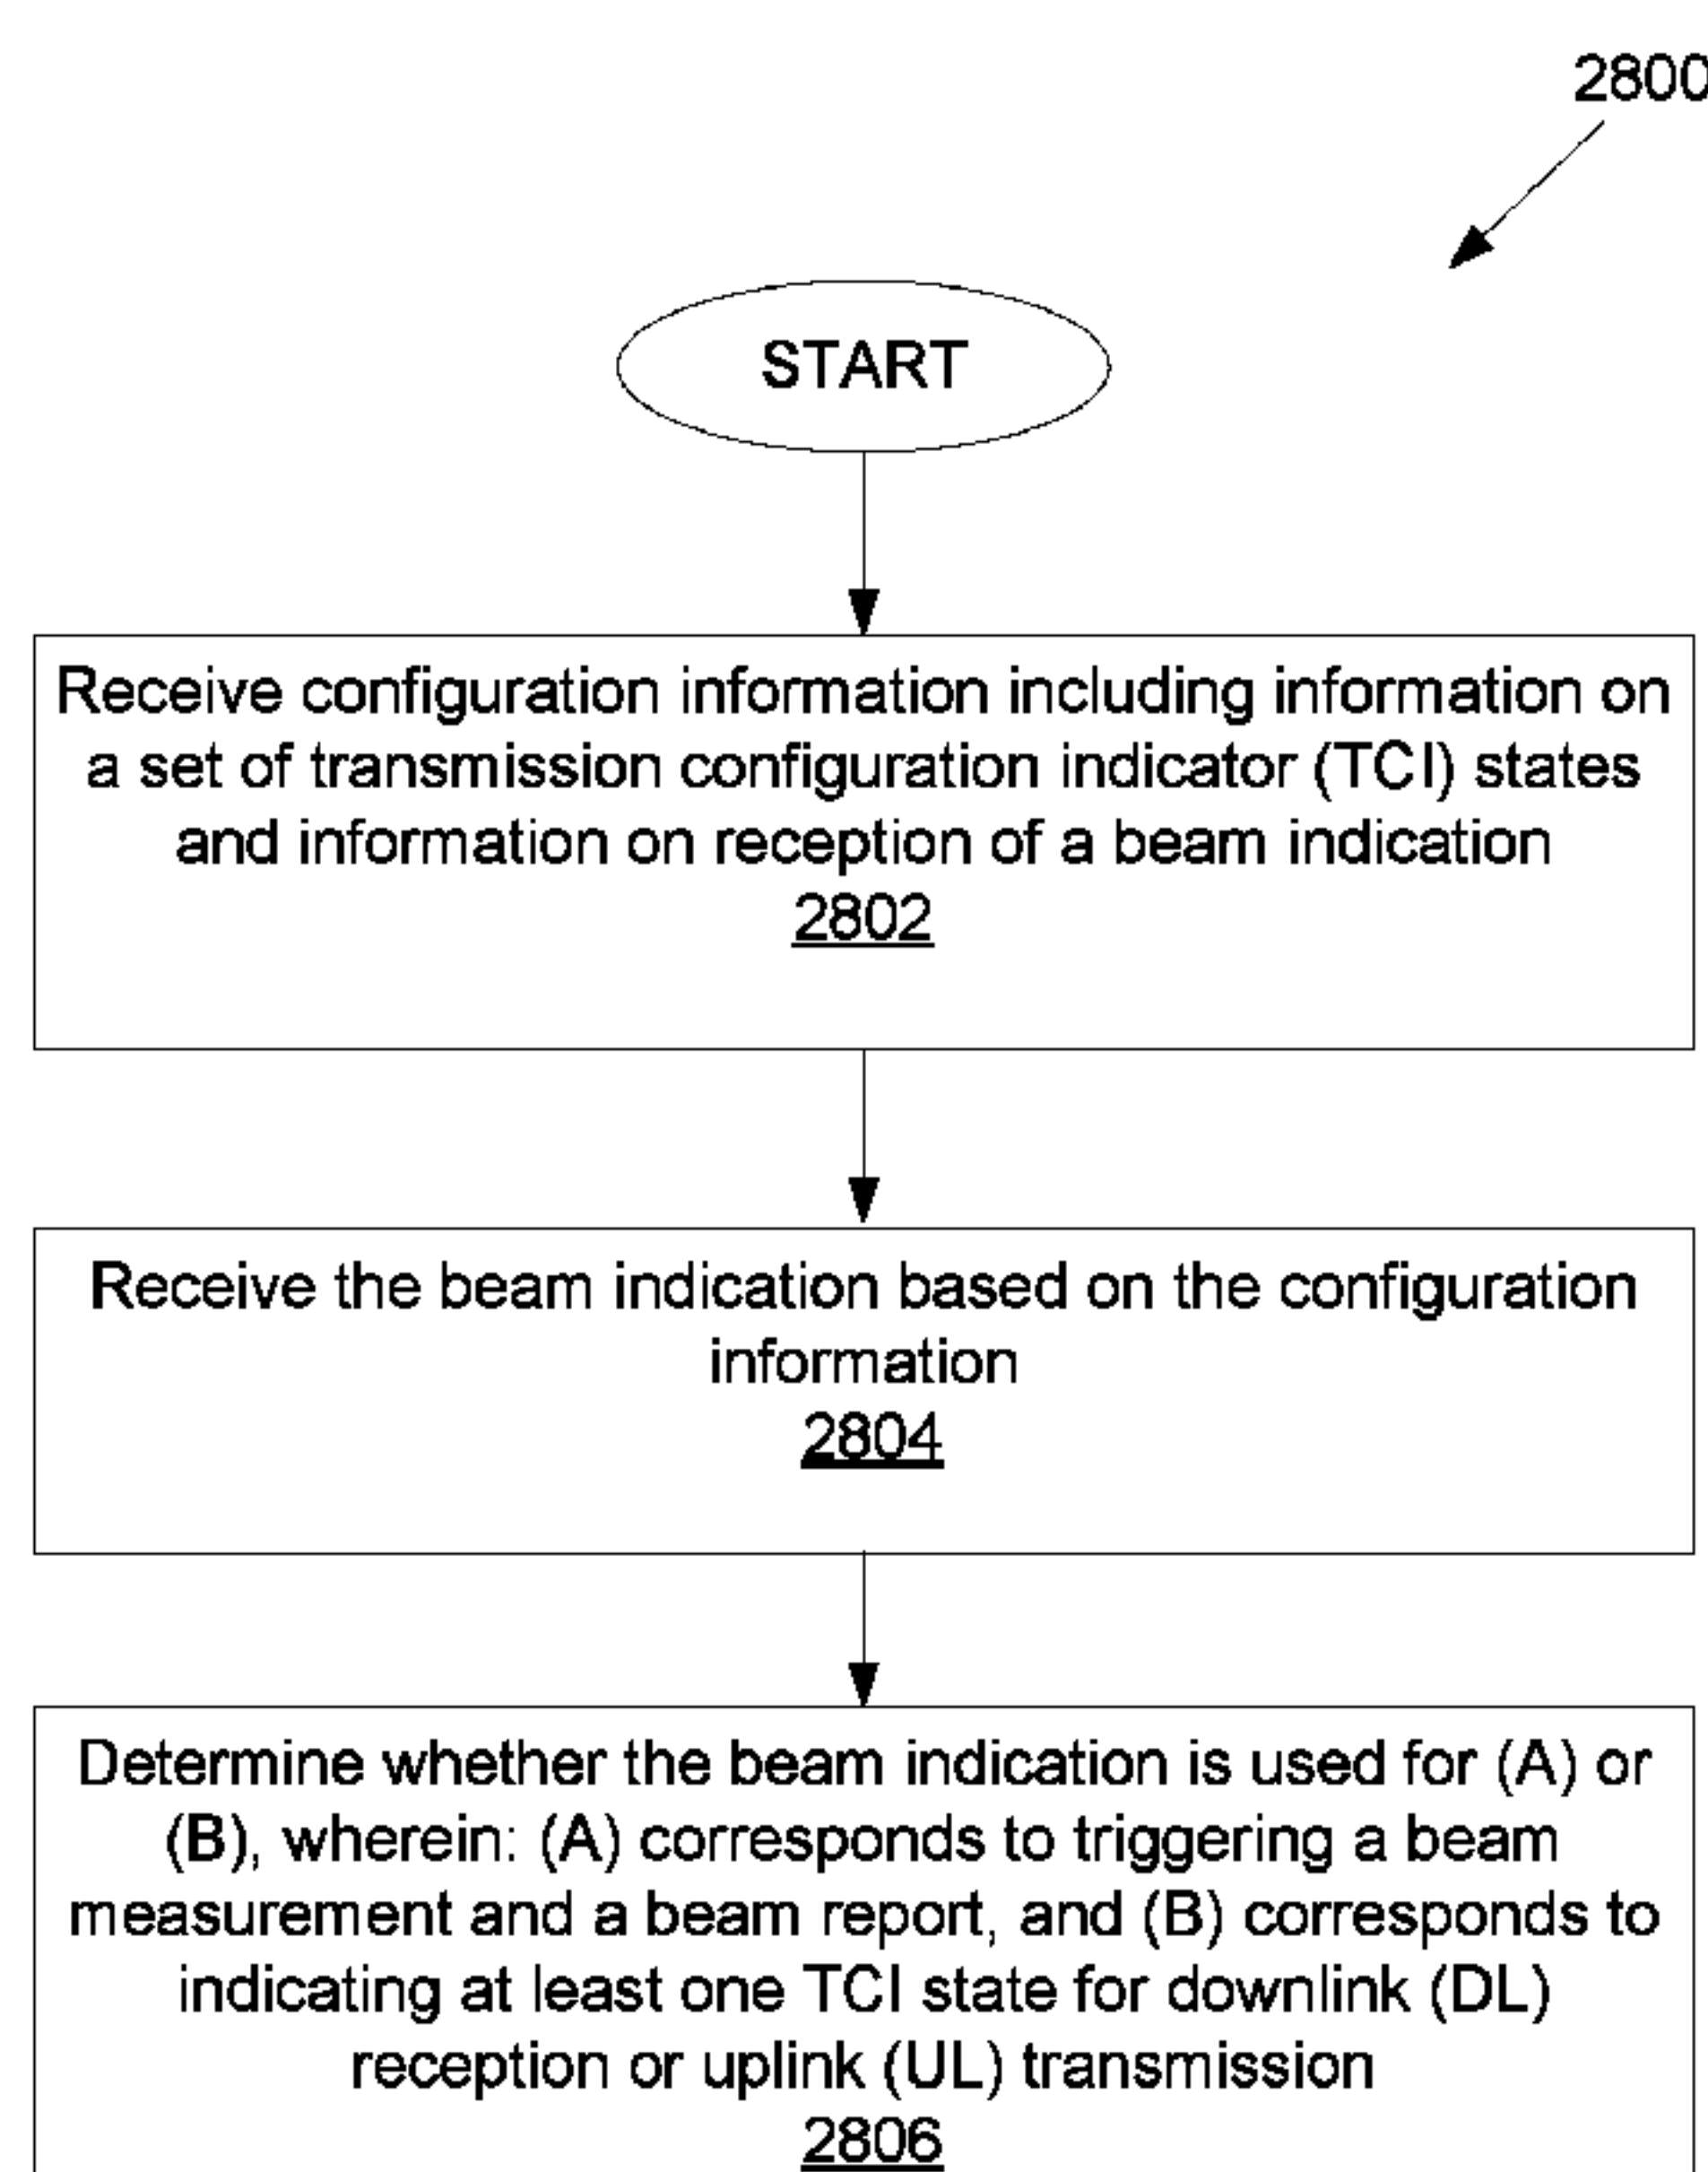 2800
START
Receive configuration information including information on
a set of transmission configuration indicator (TCI) states
and information on reception of a beam indication
2802
Receive the beam indication based on the configuration
information
2804
Determine whether the beam indication is used for (A) or
(B), wherein: (A) corresponds to triggering a beam
measurement and a beam report, and (B) corresponds to
indicating at least one TCI state for downlink (DL)
reception or uplink (UL) transmission
2806